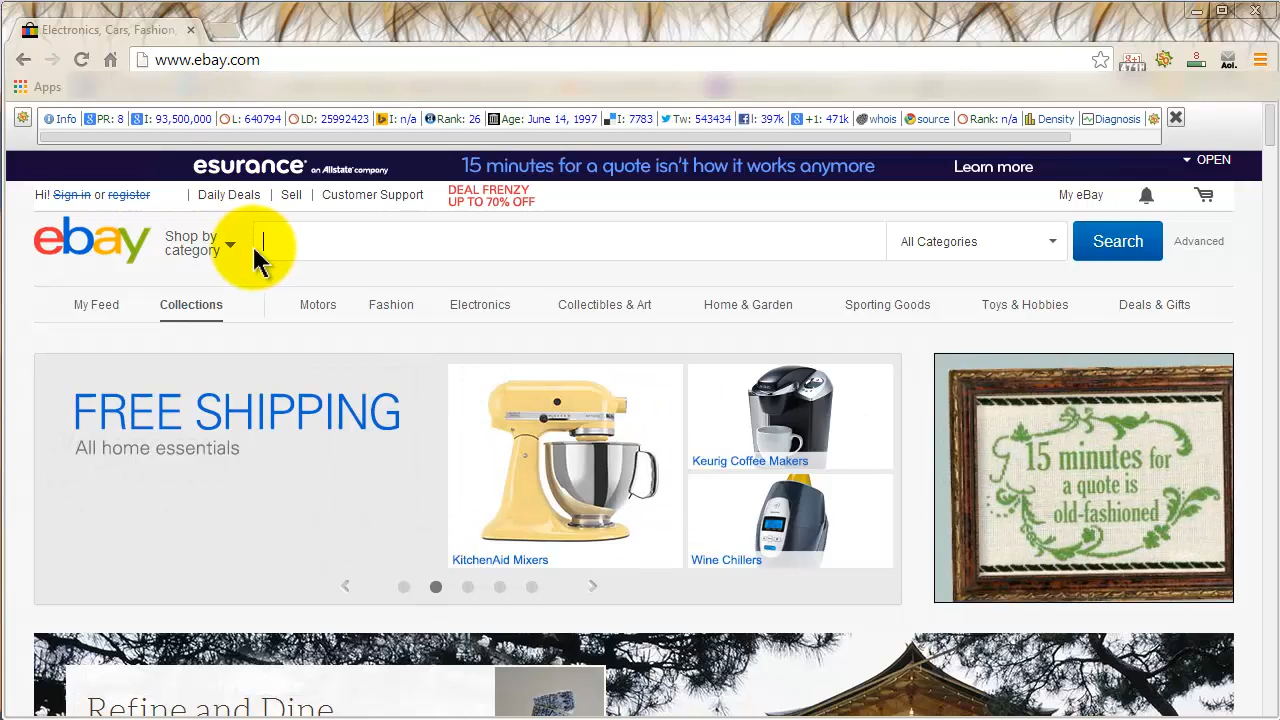 Electronics, Cars, Fashion,
www.ebay.com
Apps
Info PR: 8 I: 93,500,000 L: 640794 LD: 25992423 I: n/a Rank: 26 Age: June 14, 1997 I: 7783 Tw: 543434 I: 397k +1: 471k whois source Rank: n/a Density Diagnosis
esurance an Allstate company 15 minutes for a quote isn't how it works anymore Learn more OPEN
Hi! Sign in or register | Daily Deals | Sell | Customer Support DEAL FRENZY My eBay
UP TO 70% OFF
ebay Shop by category All Categories Search Advanced
My Feed Collections Motors Fashion Electronics Collectibles & Art Home & Garden Sporting Goods Toys & Hobbies Deals & Gifts
FREE SHIPPING
All home essentials
KitchenAid Mixers
Keurig Coffee Makers
Wine Chillers
15 minutes for
a quote is
old-fashioned
Refine and Dine